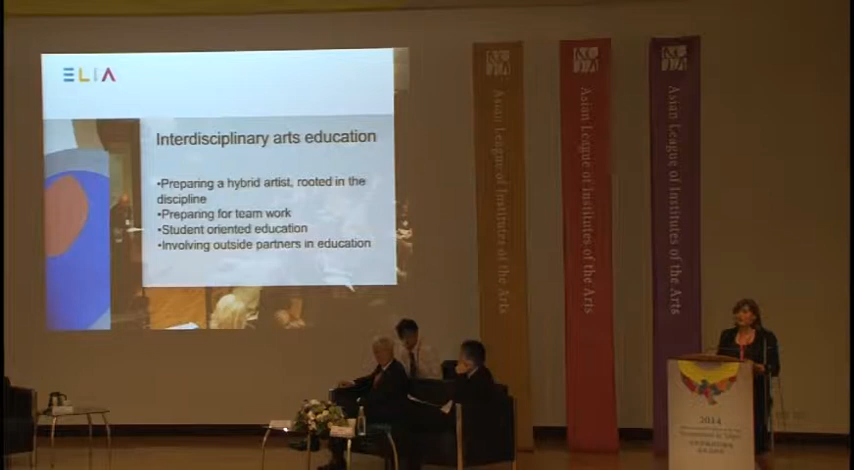 ELIA
Interdisciplinary arts education
•Preparing a hybrid artist, rooted in the
discipline
•Preparing for team work
•Student oriented education
•Involving outside partners in education
Asian League of Institutes of the Arts
Asian League of Institutes of the Arts
Asian League of Institutes of the Arts
2014